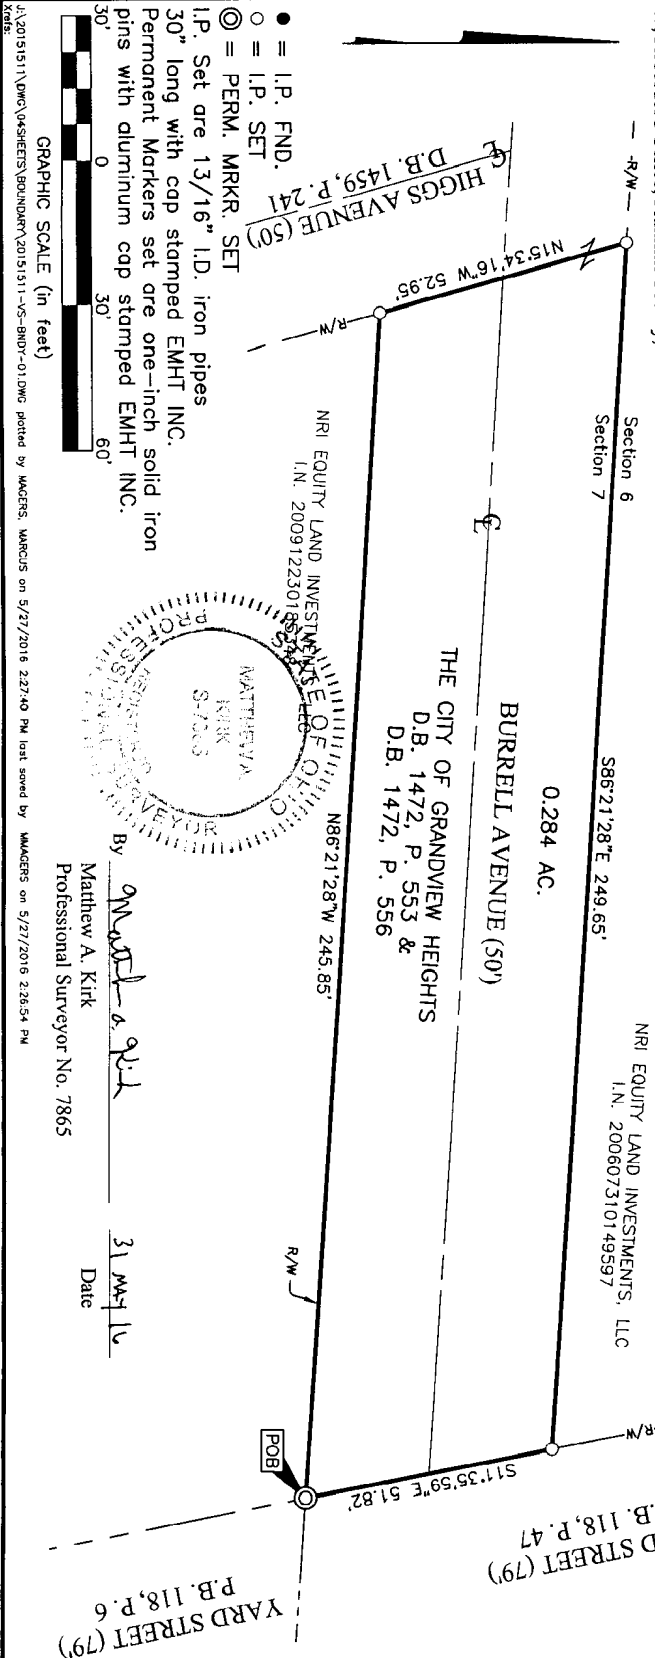 -R/W-
Section 6
Section 7
S86°21'28"E 249.65'
NRI EQUITY LAND INVESTMENTS, LLC
I.N. 200607310149597
-R/W-
D STREET (79')
.B. 118, P. 47
0.284 AC.
BURRELL AVENUE (50')
℄
THE CITY OF GRANDVIEW HEIGHTS
D.B. 1472, P. 553 &
D.B. 1472, P. 556
N15°34'16"W 52.95'
℄ HIGGS AVENUE (50')
D.B. 1459, P. 241
R/W
S11°35'59"E 51.82'
N86°21'28"W 245.85'
R/W
POB
YARD STREET (79')
P.B. 118, P. 6
NRI EQUITY LAND INVESTMENTS, LLC
I.N.
● = I.P. FND.
○ = I.P. SET
◎ = PERM. MRKR. SET
I.P. Set are 13/16" I.D. iron pipes
30" long with cap stamped EMHT INC.
Permanent Markers set are one-inch solid iron
pins with aluminum cap stamped EMHT INC.
STATE OF OHIO
MATTHEW A.
KIRK
REGISTERED
PROFESSIONAL SURVEYOR
By Matthew A. Kirk
31 MAY 16
Matthew A. Kirk
Date
Professional Surveyor No. 7865
30' 0 30' 60'
GRAPHIC SCALE (in feet)
J:\20151511\DWG\04SHEETS\BOUNDARY\20151511-VS-BNDY-01.DWG plotted by MAGERS, MARCUS on 5/27/2016 2:27:40 PM last saved by MMAGERS on 5/27/2016 2:26:54 PM
Xrefs: